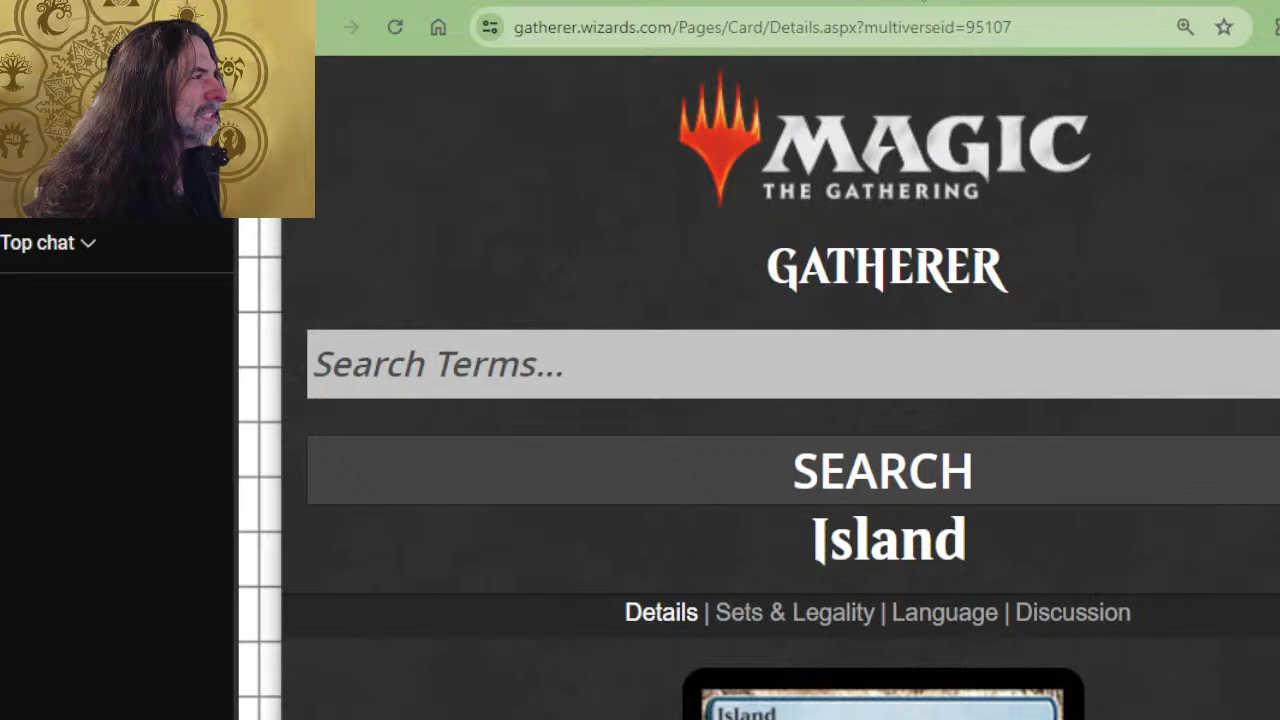 gatherer.wizards.com/Pages/Card/Details.aspx?multiverseid=95107
MAGIC
THE GATHERING
GATHERER
Top chat
Search Terms...
SEARCH
Island
Details | Sets & Legality | Language | Discussion
Island